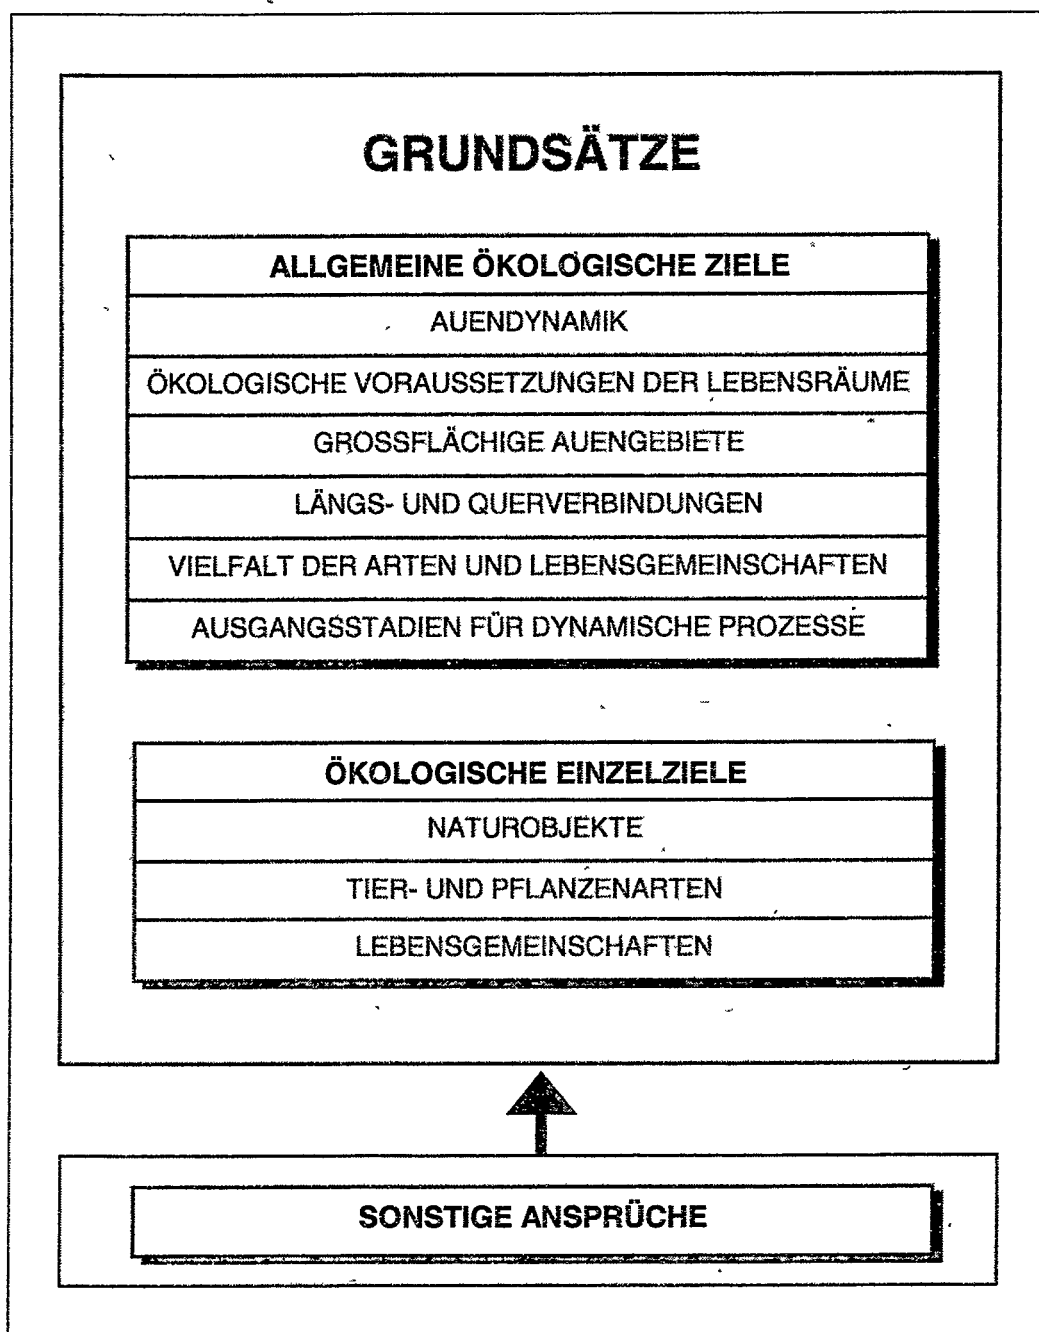 GRUNDSÄTZE
ALLGEMEINE ÖKOLOGISCHE ZIELE
AUENDYNAMIK
ÖKOLOGISCHE VORAUSSETZUNGEN DER LEBENSRÄUME
GROSSFLÄCHIGE AUENGEBIETE
LÄNGS- UND QUERVERBINDUNGEN
VIELFALT DER ARTEN UND LEBENSGEMEINSCHAFTEN
AUSGANGSSTADIEN FÜR DYNAMISCHE PROZESSE
ÖKOLOGISCHE EINZELZIELE
NATUROBJEKTE
TIER- UND PFLANZENARTEN
LEBENSGEMEINSCHAFTEN
SONSTIGE ANSPRÜCHE